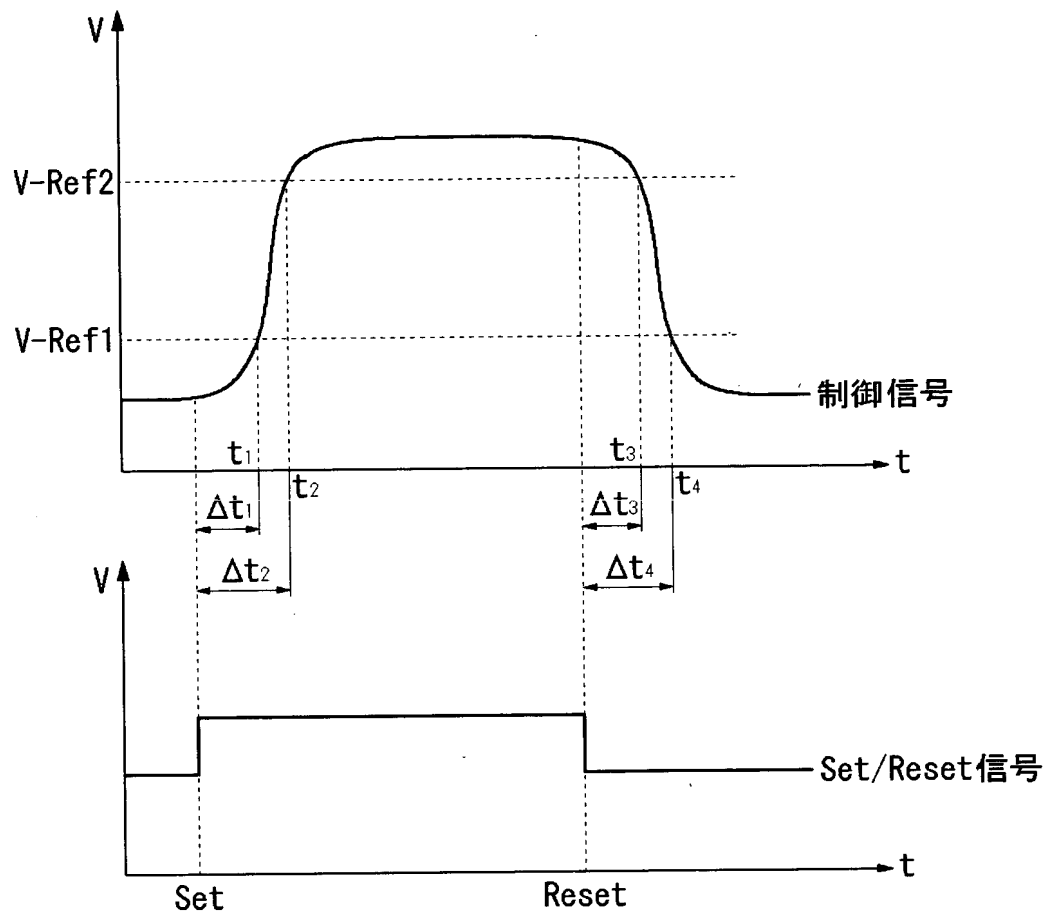 V
V-Ref2
V-Ref1
制御信号
t1
t2
t3
t4
t
Δt1
Δt3
Δt2
Δt4
V
Set/Reset信号
t
Set
Reset